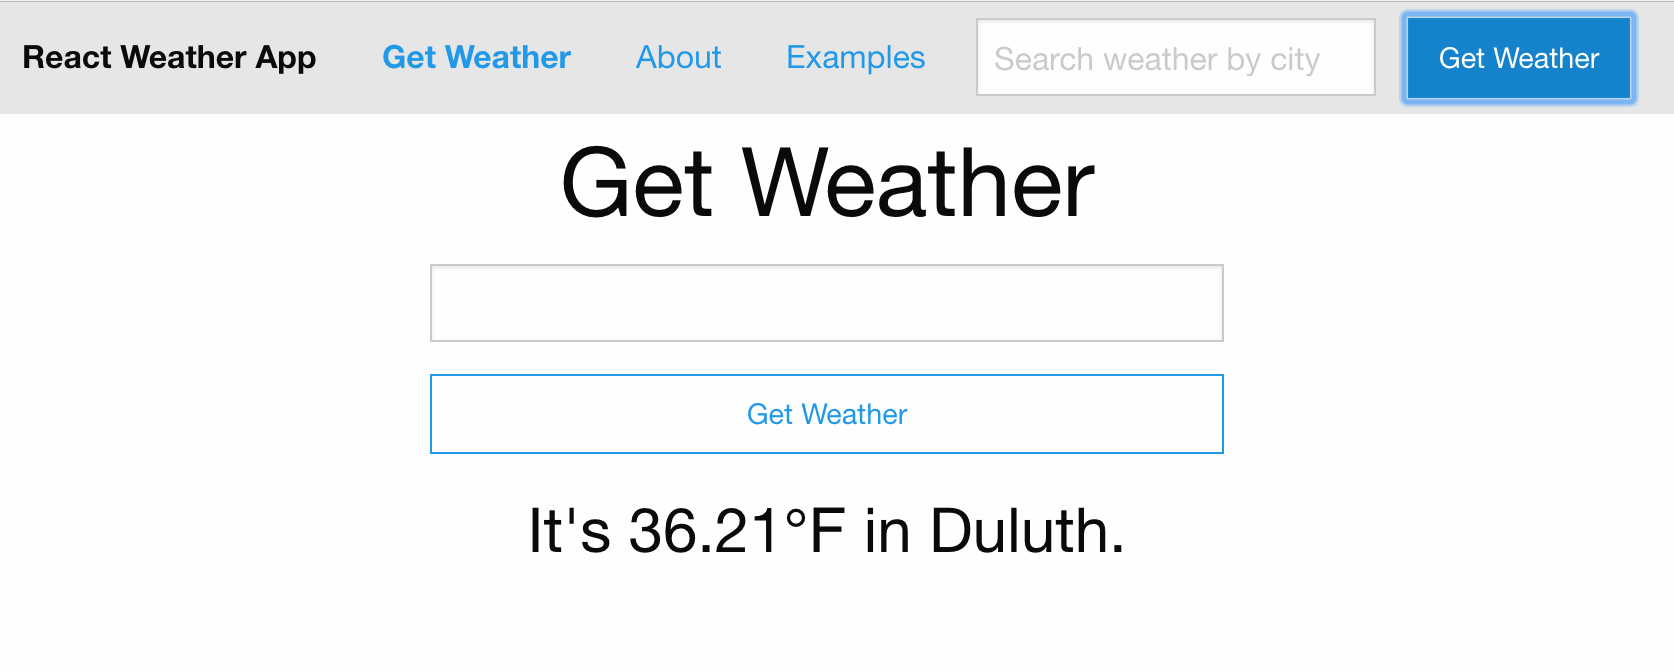 React Weather App Get Weather About Examples Search weather by city Get Weather
Get Weather
Get Weather
It's 36.21°F in Duluth.